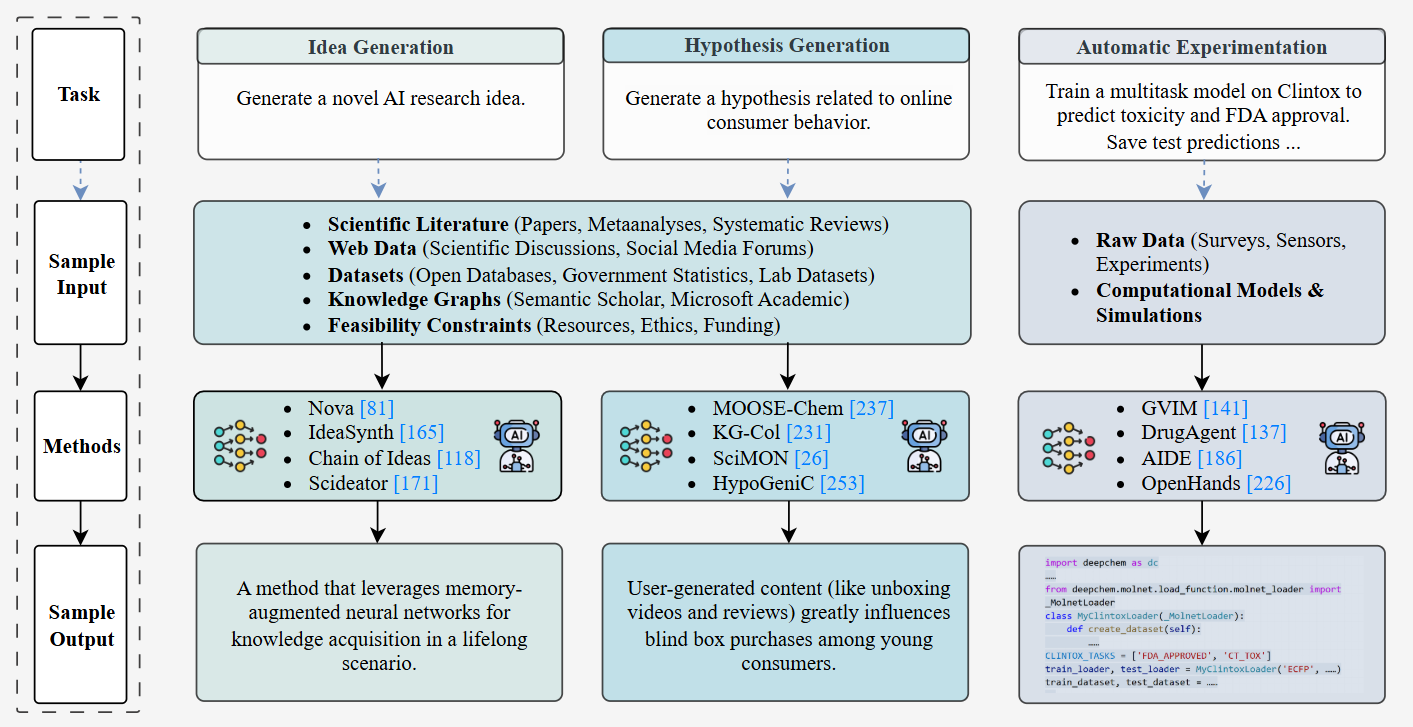 Task
Idea Generation
Generate a novel AI research idea.
Hypothesis Generation
Generate a hypothesis related to online
consumer behavior.
Automatic Experimentation
Train a multitask model on Clintox to
predict toxicity and FDA approval.
Save test predictions ...
Sample
Input
• Scientific Literature (Papers, Metaanalyses, Systematic Reviews)
• Web Data (Scientific Discussions, Social Media Forums)
• Datasets (Open Databases, Government Statistics, Lab Datasets)
• Knowledge Graphs (Semantic Scholar, Microsoft Academic)
• Feasibility Constraints (Resources, Ethics, Funding)
• Raw Data (Surveys, Sensors,
Experiments)
• Computational Models &
Simulations
Methods
• Nova [81]
• IdeaSynth [165]
• Chain of Ideas [118]
• Scideator [171]
AI
• MOOSE-Chem [237]
• KG-Col [231]
• SciMON [26]
• HypoGeniC [253]
AI
• GVIM [141]
• DrugAgent [137]
• AIDE [186]
• OpenHands [226]
AI
Sample
Output
A method that leverages memory-
augmented neural networks for
knowledge acquisition in a lifelong
scenario.
User-generated content (like unboxing
videos and reviews) greatly influences
blind box purchases among young
consumers.
import deepchem as dc
……
from deepchem.molnet.load_function.molnet_loader import
_MolnetLoader
class MyClintoxLoader(_MolnetLoader):
def create_dataset(self):
……
CLINTOX_TASKS = ['FDA_APPROVED', 'CT_TOX']
train_loader, test_loader = MyClintoxLoader('ECFP', ……)
train_dataset, test_dataset = ……